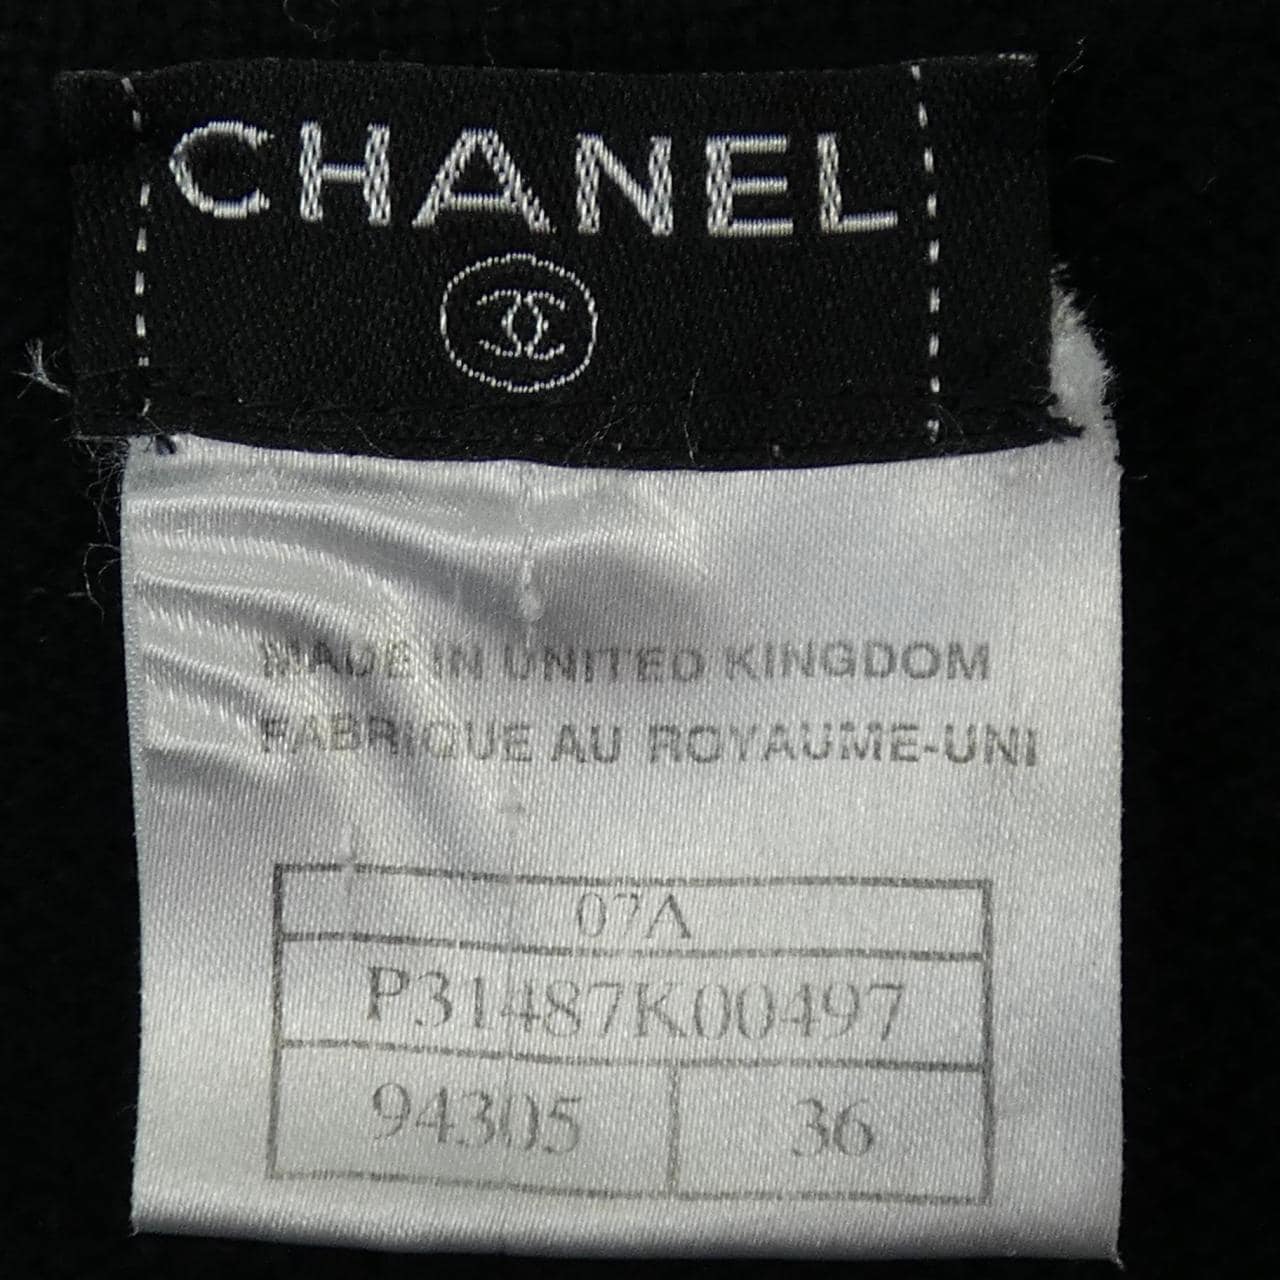 CHANEL
MADE IN UNITED KINGDOM
FABRIQUE AU ROYAUME-UNI
07A
P31487K00497
94305 36